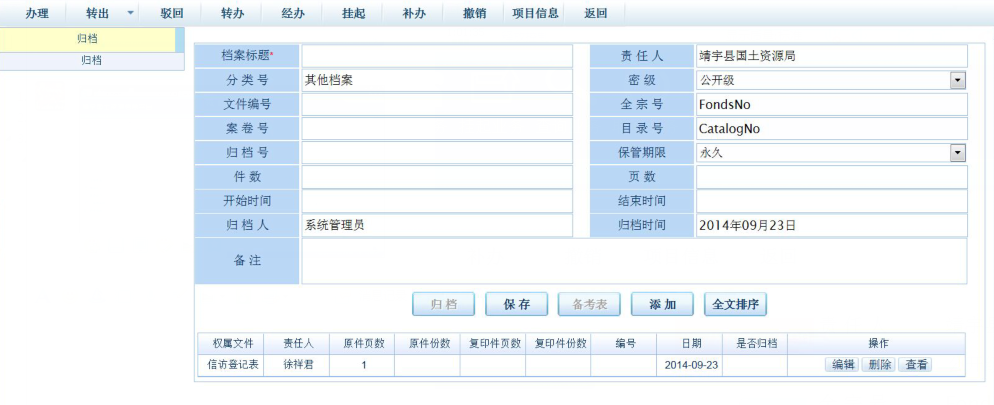 办理 转出 驳回 转办 经办 挂起 补办 撤销 项目信息 返回
归档
归档
档案标题* 责 任 人 靖宇县国土资源局
分 类 号 其他档案 密 级 公开级
文件编号 全 宗 号 FondsNo
案 卷 号 目 录 号 CatalogNo
归 档 号 保管期限 永久
件 数 页 数
开始时间 结束时间
归 档 人 系统管理员 归档时间 2014年09月23日
备 注
归 档 保 存 备考表 添 加 全文排序
权属文件 责任人 原件页数 原件份数 复印件页数 复印件份数 编号 日期 是否归档 操作
信访登记表 徐祥君 1 2014-09-23 编辑 删除 查看